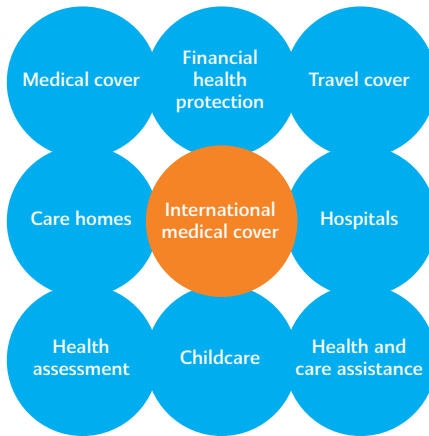 Medical cover
Financial
health
protection
Travel cover
Care homes
International
medical cover
Hospitals
Health
assessment
Childcare
Health and
care assistance